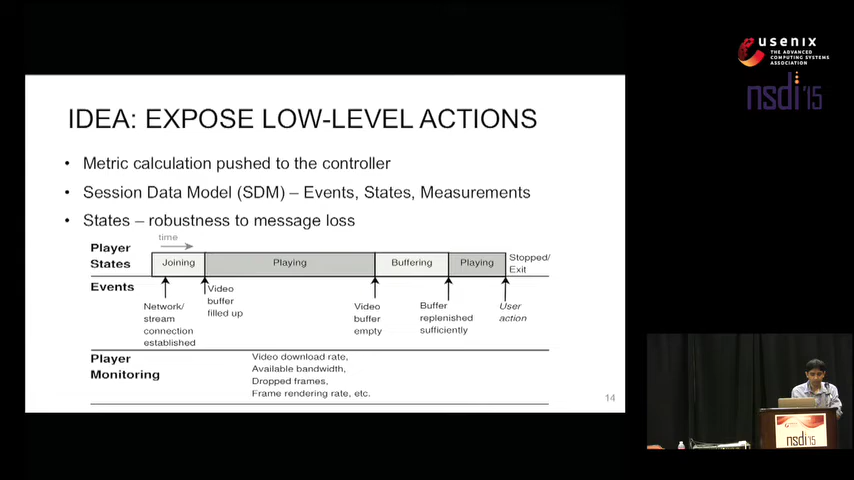 usenix
THE ADVANCED
COMPUTING SYSTEMS
ASSOCIATION
nsdi '15
IDEA: EXPOSE LOW-LEVEL ACTIONS
• Metric calculation pushed to the controller
• Session Data Model (SDM) – Events, States, Measurements
• States – robustness to message loss
time
Player
States
Joining
Playing
Buffering
Playing
Stopped/
Exit
Events
Network/
stream
connection
established
Video
buffer
filled up
Video
buffer
empty
Buffer
replenished
sufficiently
User
action
Player
Monitoring
Video download rate,
Available bandwidth,
Dropped frames,
Frame rendering rate, etc.
14
nsdi'15